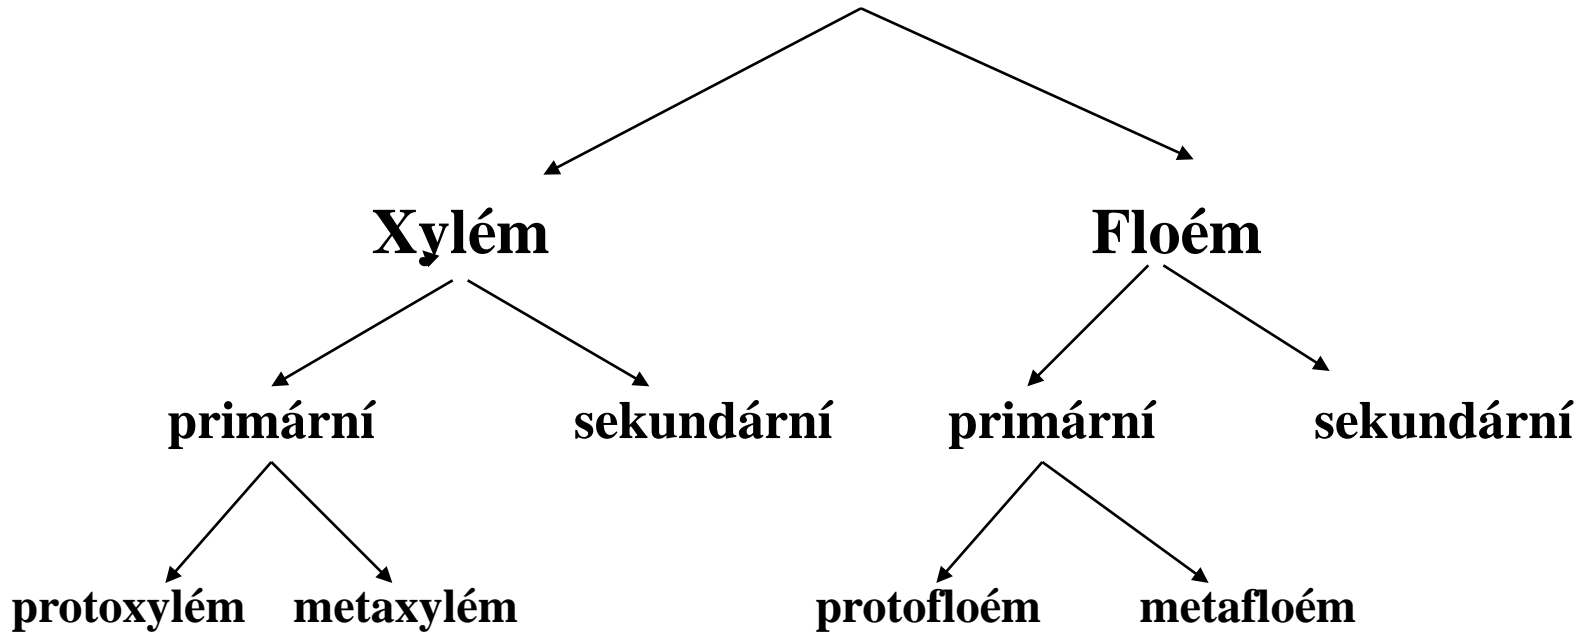 Xylém Floém
primární sekundární primární sekundární
protoxylém metaxylém protofloém metafloém